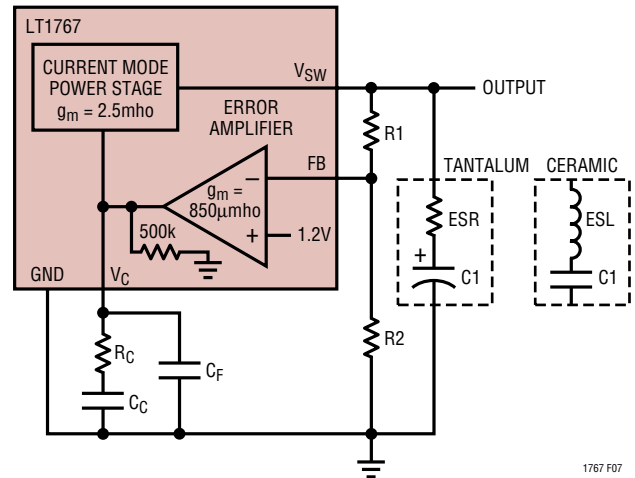 LT1767
CURRENT MODE
POWER STAGE
gm = 2.5mho
VSW
OUTPUT
ERROR
AMPLIFIER
R1
FB
TANTALUM
CERAMIC
gm =
850µmho
–
+
1.2V
500k
ESR
ESL
+
C1
C1
GND
VC
R2
RC
CF
CC
1767 F07